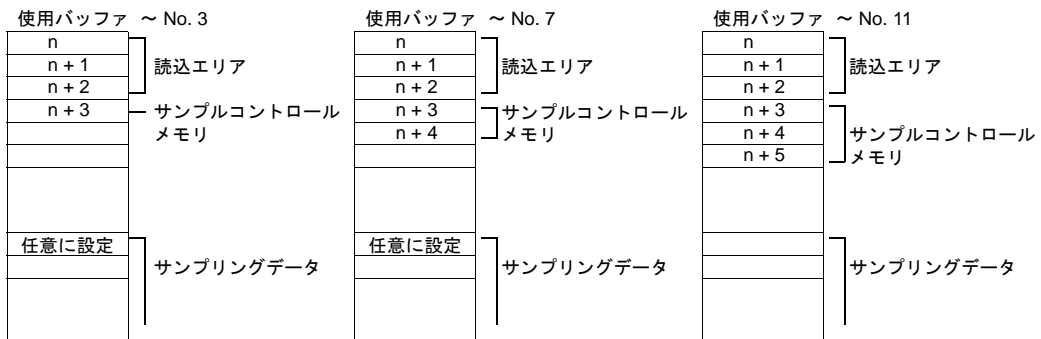 使用バッファ ～ No. 3
n
n + 1
n + 2
読込エリア
n + 3
サンプルコントロール
メモリ
任意に設定
サンプリングデータ
使用バッファ ～ No. 7
n
n + 1
n + 2
読込エリア
n + 3
n + 4
サンプルコントロール
メモリ
任意に設定
サンプリングデータ
使用バッファ ～ No. 11
n
n + 1
n + 2
読込エリア
n + 3
n + 4
n + 5
サンプルコントロール
メモリ
サンプリングデータ